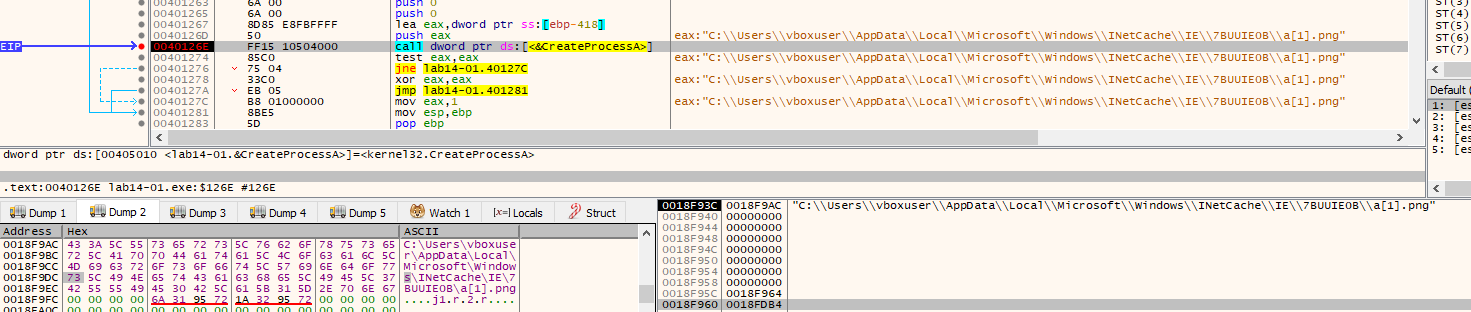 00401263 6A 00 push 0 ST(3)
00401265 6A 00 push 0 ST(4)
00401267 8D85 E8FBFFFF lea eax,dword ptr ss:[ebp-418] ST(5)
0040126D 50 push eax eax:"C:\\Users\\vboxuser\\AppData\\Local\\Microsoft\\Windows\\INetCache\\IE\\7BUUIEOB\\a[1].png" ST(6)
EIP 0040126E FF15 10504000 call dword ptr ds:[<&CreateProcessA>] ST(7)
00401274 85C0 test eax,eax eax:"C:\\Users\\vboxuser\\AppData\\Local\\Microsoft\\Windows\\INetCache\\IE\\7BUUIEOB\\a[1].png"
00401276 75 04 jne lab14-01.40127C
00401278 33C0 xor eax,eax eax:"C:\\Users\\vboxuser\\AppData\\Local\\Microsoft\\Windows\\INetCache\\IE\\7BUUIEOB\\a[1].png"
0040127A EB 05 jmp lab14-01.401281
0040127C B8 01000000 mov eax,1 eax:"C:\\Users\\vboxuser\\AppData\\Local\\Microsoft\\Windows\\INetCache\\IE\\7BUUIEOB\\a[1].png"
00401281 8BE5 mov esp,ebp
00401283 5D pop ebp
Default (
1: [es
2: [es
3: [es
4: [es
5: [es
dword ptr ds:[00405010 <lab14-01.&CreateProcessA>]=<kernel32.CreateProcessA>
.text:0040126E lab14-01.exe:$126E #126E
Dump 1 Dump 2 Dump 3 Dump 4 Dump 5 Watch 1 [x=] Locals Struct
Address Hex ASCII
0018F9AC 43 3A 5C 55 73 65 72 73 5C 76 62 6F 78 75 73 65 C:\Users\vboxuse
0018F9BC 72 5C 41 70 70 44 61 74 61 5C 4C 6F 63 61 6C 5C r\AppData\Local\
0018F9CC 4D 69 63 72 6F 73 6F 66 74 5C 57 69 6E 64 6F 77 Microsoft\Window
0018F9DC 73 5C 49 4E 65 74 43 61 63 68 65 5C 49 45 5C 37 s\INetCache\IE\7
0018F9EC 42 55 55 49 45 30 42 5C 61 5B 31 5D 2E 70 6E 67 BUUIEOB\a[1].png
0018F9FC 00 00 00 00 6A 31 95 72 1A 32 95 72 00 00 00 00 ....j1.r.2.r....
0018F93C 0018F9AC "C:\\Users\\vboxuser\\AppData\\Local\\Microsoft\\Windows\\INetCache\\IE\\7BUUIEOB\\a[1].png"
0018F940 00000000
0018F944 00000000
0018F948 00000000
0018F94C 00000000
0018F950 00000000
0018F954 00000000
0018F958 00000000
0018F95C 0018F964
0018F960 0018FDB4